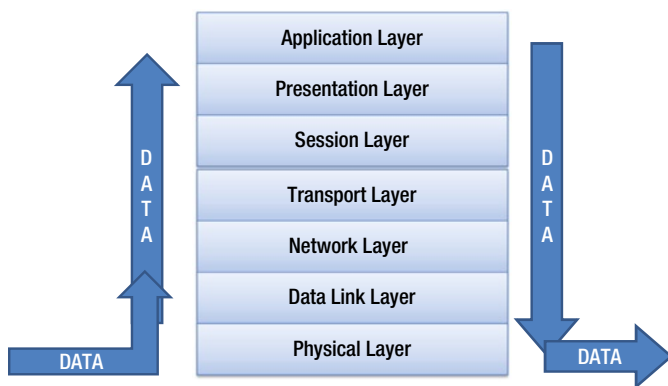 Application Layer
Presentation Layer
Session Layer
Transport Layer
Network Layer
Data Link Layer
Physical Layer
DATA
DATA
DATA
DATA